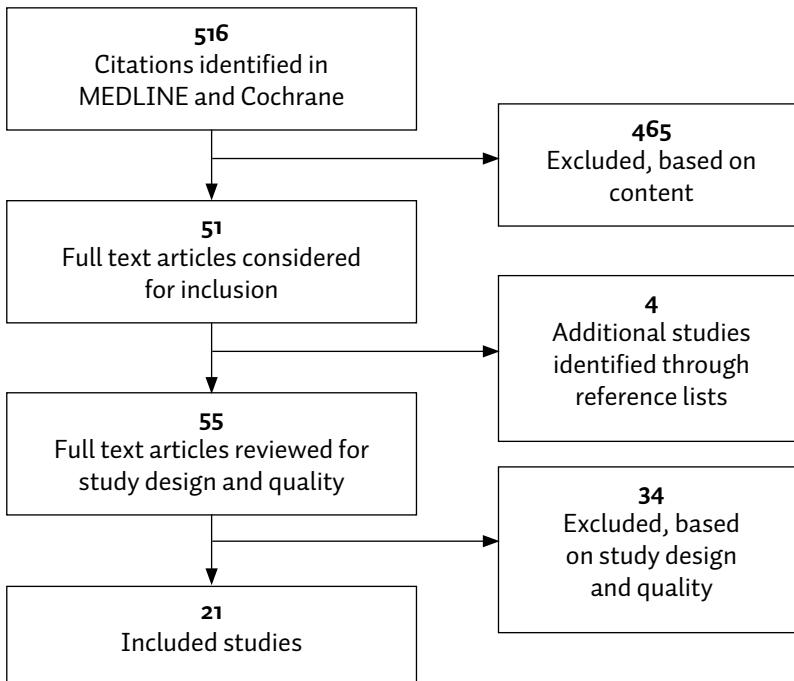 516
Citations identified in
MEDLINE and Cochrane
465
Excluded, based on
content
51
Full text articles considered
for inclusion
4
Additional studies
identified through
reference lists
55
Full text articles reviewed for
study design and quality
34
Excluded, based
on study design
and quality
21
Included studies